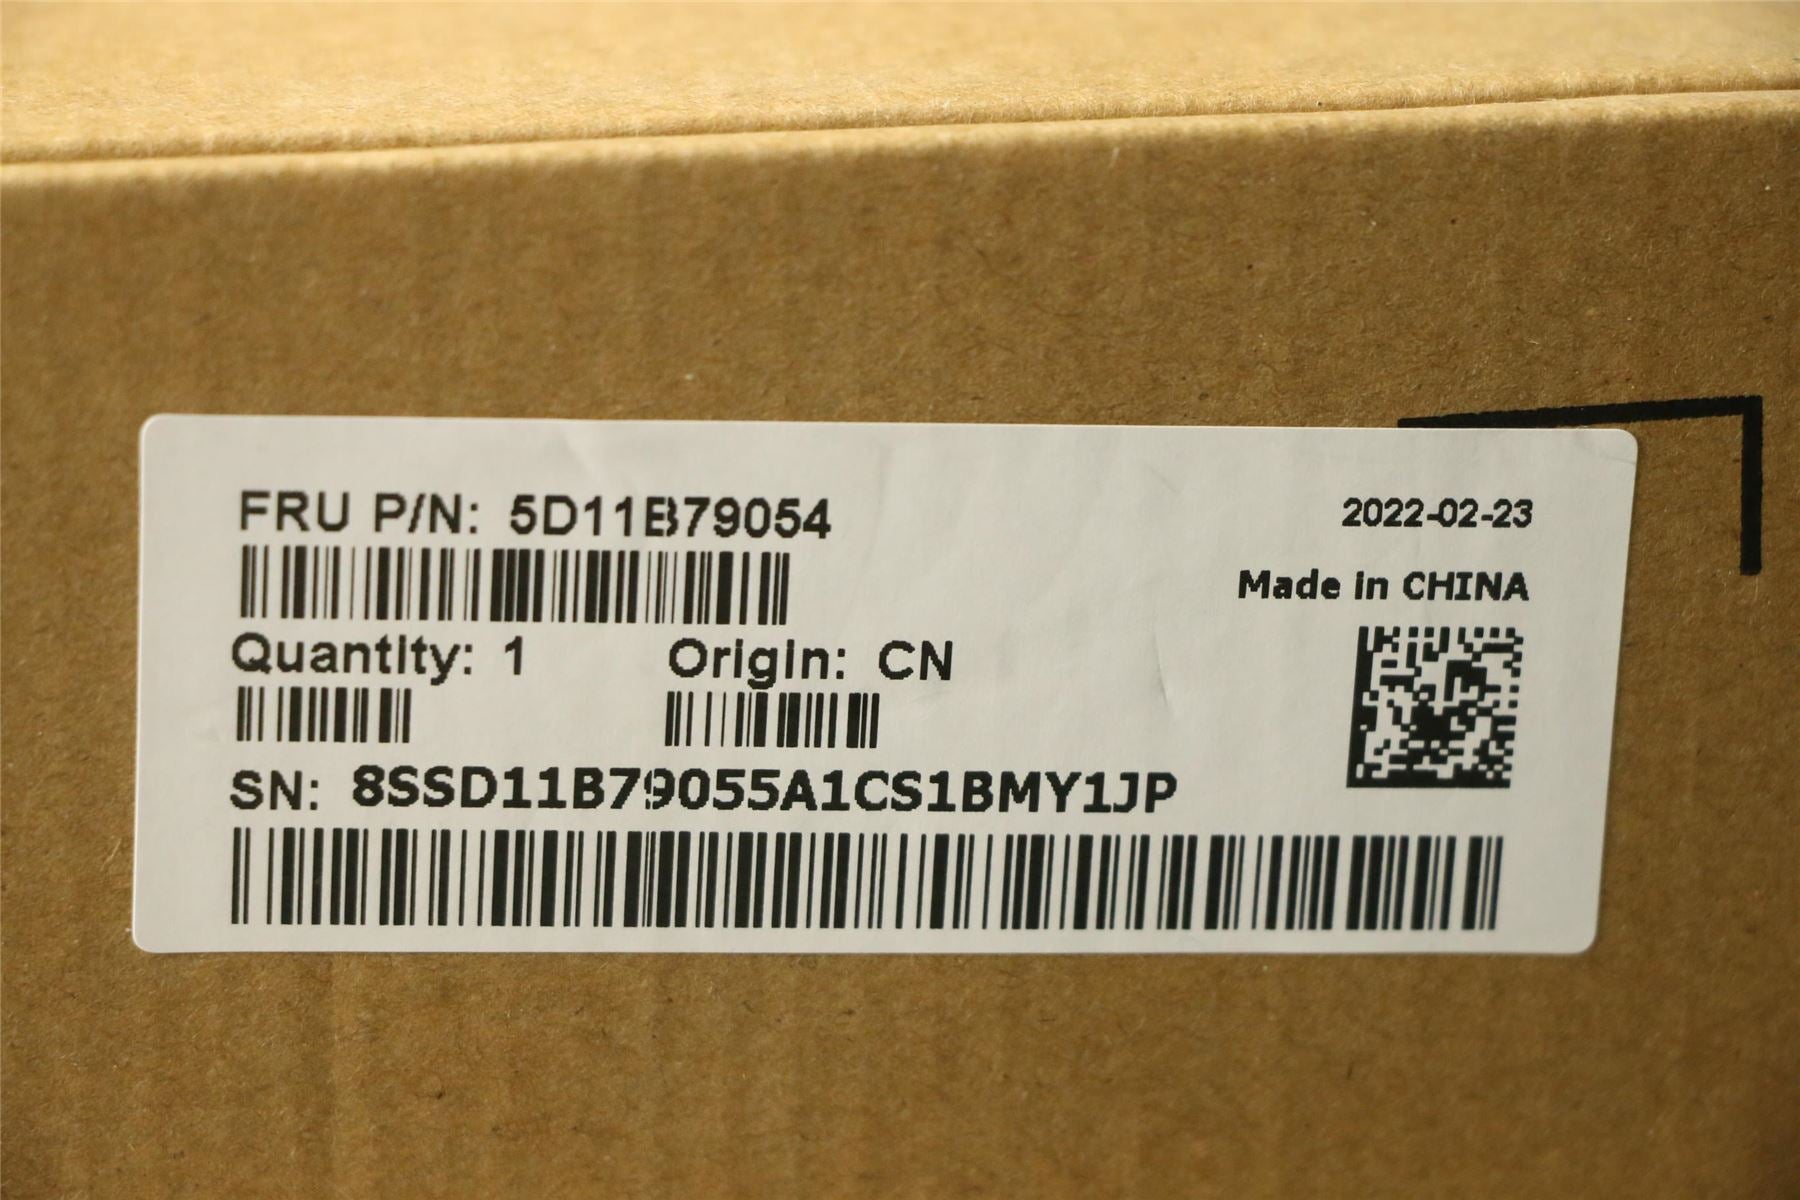 FRU P/N: 5D11B79054
2022-02-23
Made in CHINA
Quantity: 1
Origin: CN
SN: 8SSD11B79055A1CS1BMY1JP